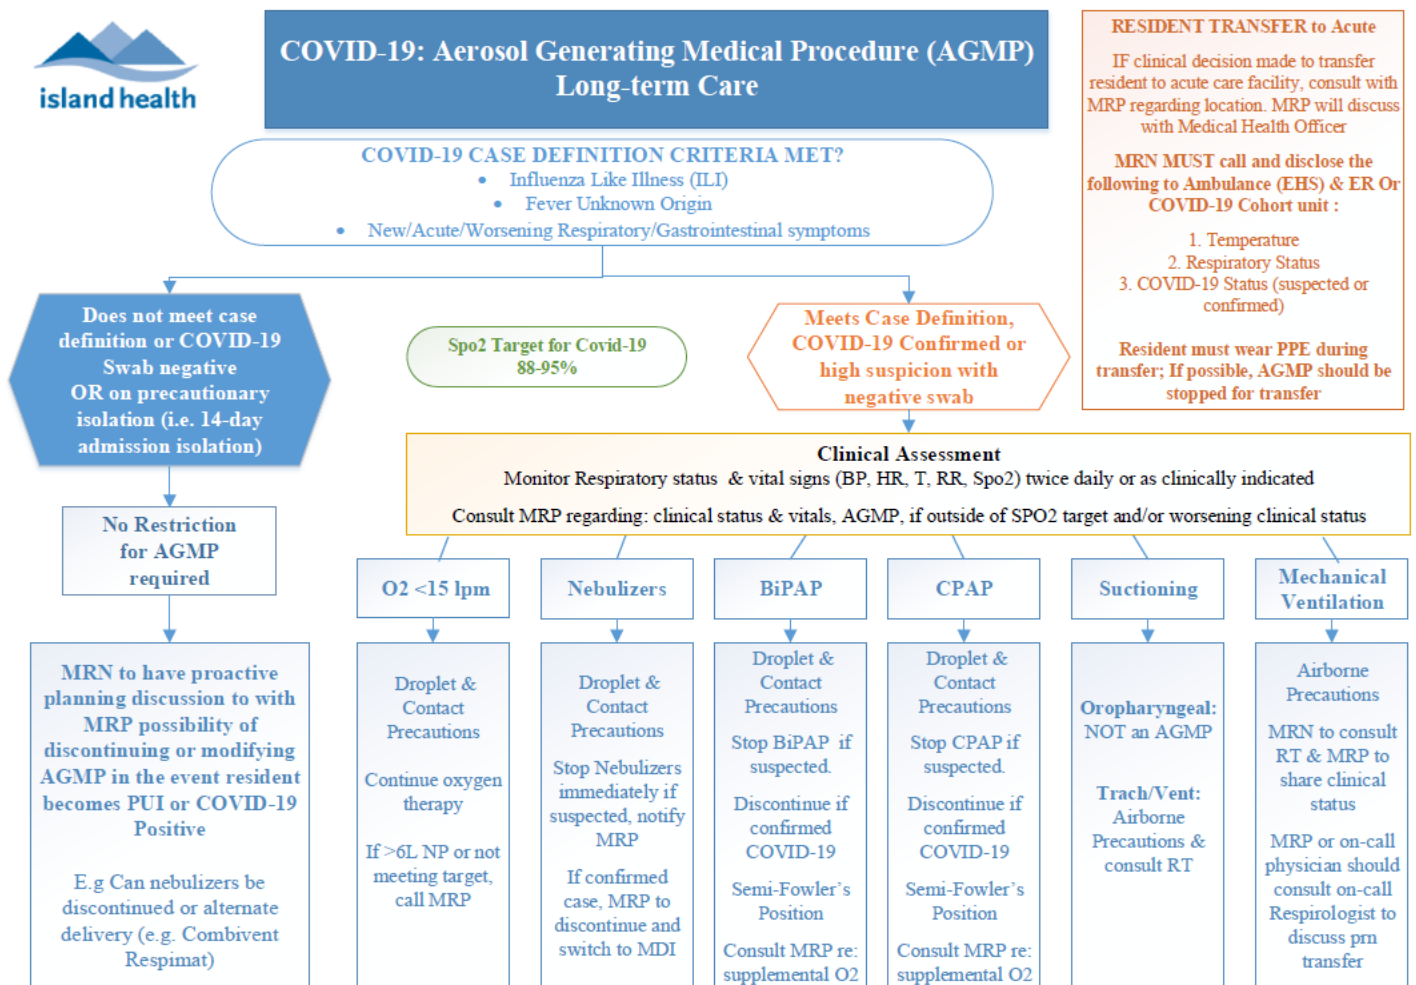 island health
COVID-19: Aerosol Generating Medical Procedure (AGMP)
Long-term Care
RESIDENT TRANSFER to Acute
IF clinical decision made to transfer
resident to acute care facility, consult with
MRP regarding location. MRP will discuss
with Medical Health Officer
MRN MUST call and disclose the
following to Ambulance (EHS) & ER Or
COVID-19 Cohort unit :
1. Temperature
2. Respiratory Status
3. COVID-19 Status (suspected or
confirmed)
Resident must wear PPE during
transfer; If possible, AGMP should be
stopped for transfer
COVID-19 CASE DEFINITION CRITERIA MET?
• Influenza Like Illness (ILI)
• Fever Unknown Origin
• New/Acute/Worsening Respiratory/Gastrointestinal symptoms
Does not meet case
definition or COVID-19
Swab negative
OR on precautionary
isolation (i.e. 14-day
admission isolation)
Spo2 Target for Covid-19
88-95%
Meets Case Definition,
COVID-19 Confirmed or
high suspicion with
negative swab
Clinical Assessment
Monitor Respiratory status & vital signs (BP, HR, T, RR, Spo2) twice daily or as clinically indicated
Consult MRP regarding: clinical status & vitals, AGMP, if outside of SPO2 target and/or worsening clinical status
No Restriction
for AGMP
required
MRN to have proactive
planning discussion to with
MRP possibility of
discontinuing or modifying
AGMP in the event resident
becomes PUI or COVID-19
Positive
E.g Can nebulizers be
discontinued or alternate
delivery (e.g. Combivent
Respimat)
O2 <15 lpm
Droplet &
Contact
Precautions
Continue oxygen
therapy
If >6L NP or not
meeting target,
call MRP
Nebulizers
Droplet &
Contact
Precautions
Stop Nebulizers
immediately if
suspected, notify
MRP
If confirmed
case, MRP to
discontinue and
switch to MDI
BiPAP
Droplet &
Contact
Precautions
Stop BiPAP if
suspected.
Discontinue if
confirmed
COVID-19
Semi-Fowler's
Position
Consult MRP re:
supplemental O2
CPAP
Droplet &
Contact
Precautions
Stop CPAP if
suspected.
Discontinue if
confirmed
COVID-19
Semi-Fowler's
Position
Consult MRP re:
supplemental O2
Suctioning
Oropharyngeal:
NOT an AGMP
Trach/Vent:
Airborne
Precautions &
consult RT
Mechanical
Ventilation
Airborne
Precautions
MRN to consult
RT & MRP to
share clinical
status
MRP or on-call
physician should
consult on-call
Respirologist to
discuss prn
transfer